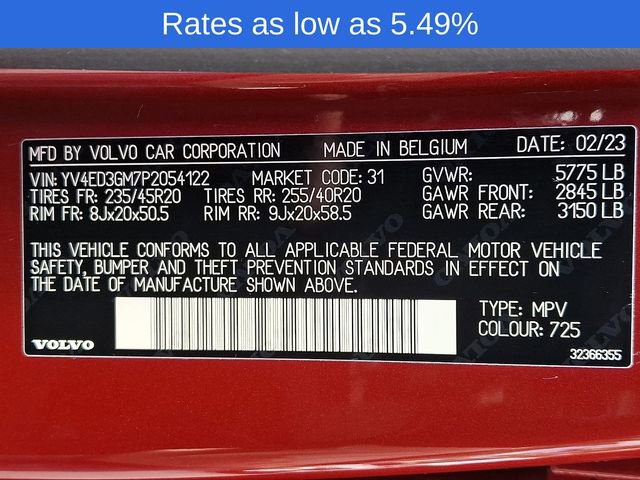 Rates as low as 5.49%
MFD BY VOLVO CAR CORPORATION MADE IN BELGIUM DATE: 02/23
VIN:YV4ED3GM7P2054122 MARKET CODE: 31 GVWR: 5775 LB
TIRES FR: 235/45R20 TIRES RR: 255/40R20 GAWR FRONT: 2845 LB
RIM FR: 8Jx20x50.5 RIM RR: 9Jx20x58.5 GAWR REAR: 3150 LB
THIS VEHICLE CONFORMS TO ALL APPLICABLE FEDERAL MOTOR VEHICLE
SAFETY, BUMPER AND THEFT PREVENTION STANDARDS IN EFFECT ON
THE DATE OF MANUFACTURE SHOWN ABOVE.
TYPE: MPV
COLOUR: 725
VOLVO
32366355